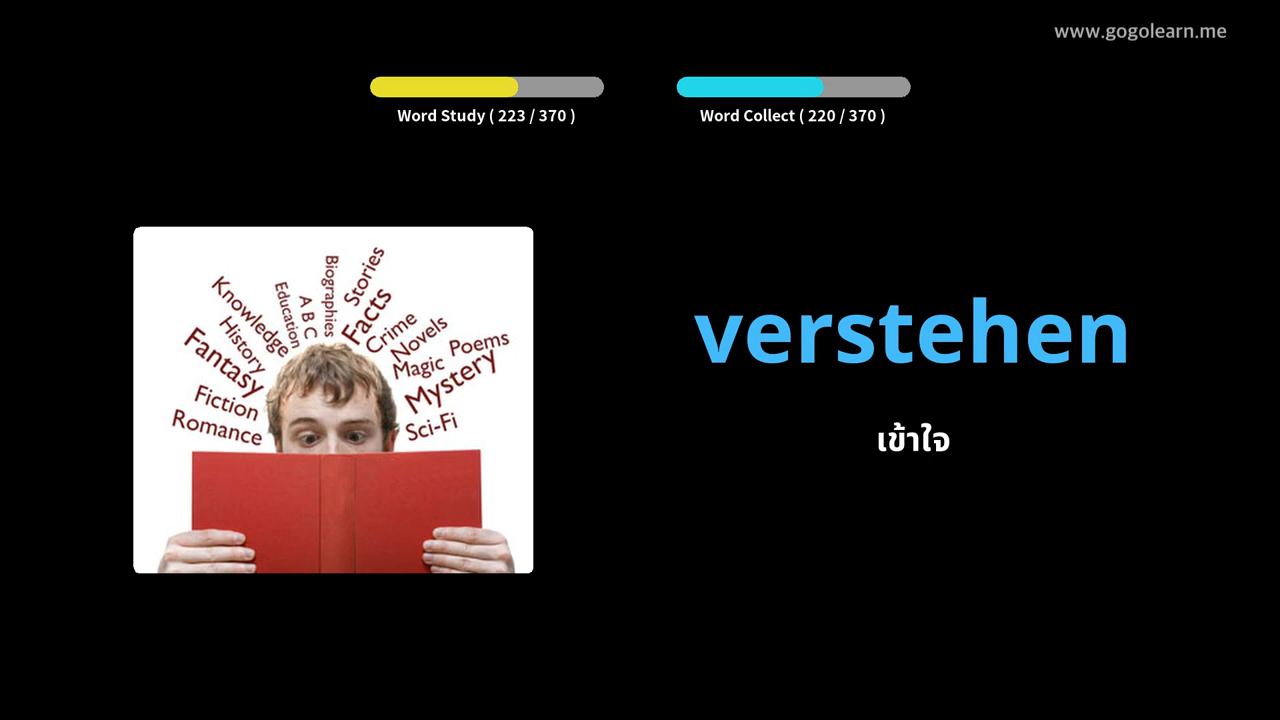 www.gogolearn.me
Word Study ( 223 / 370 )
Word Collect ( 220 / 370 )
Knowledge
History
Fantasy
Fiction
Romance
Education
A B C
Biographies
Stories
Facts
Crime
Novels
Magic
Poems
Mystery
Sci-Fi
verstehen
เข้าใจ